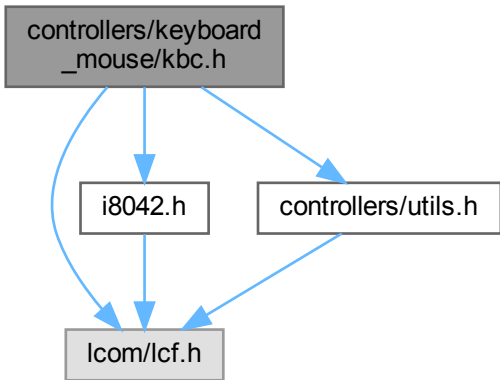 controllers/keyboard
_mouse/kbc.h
i8042.h
controllers/utils.h
lcom/lcf.h